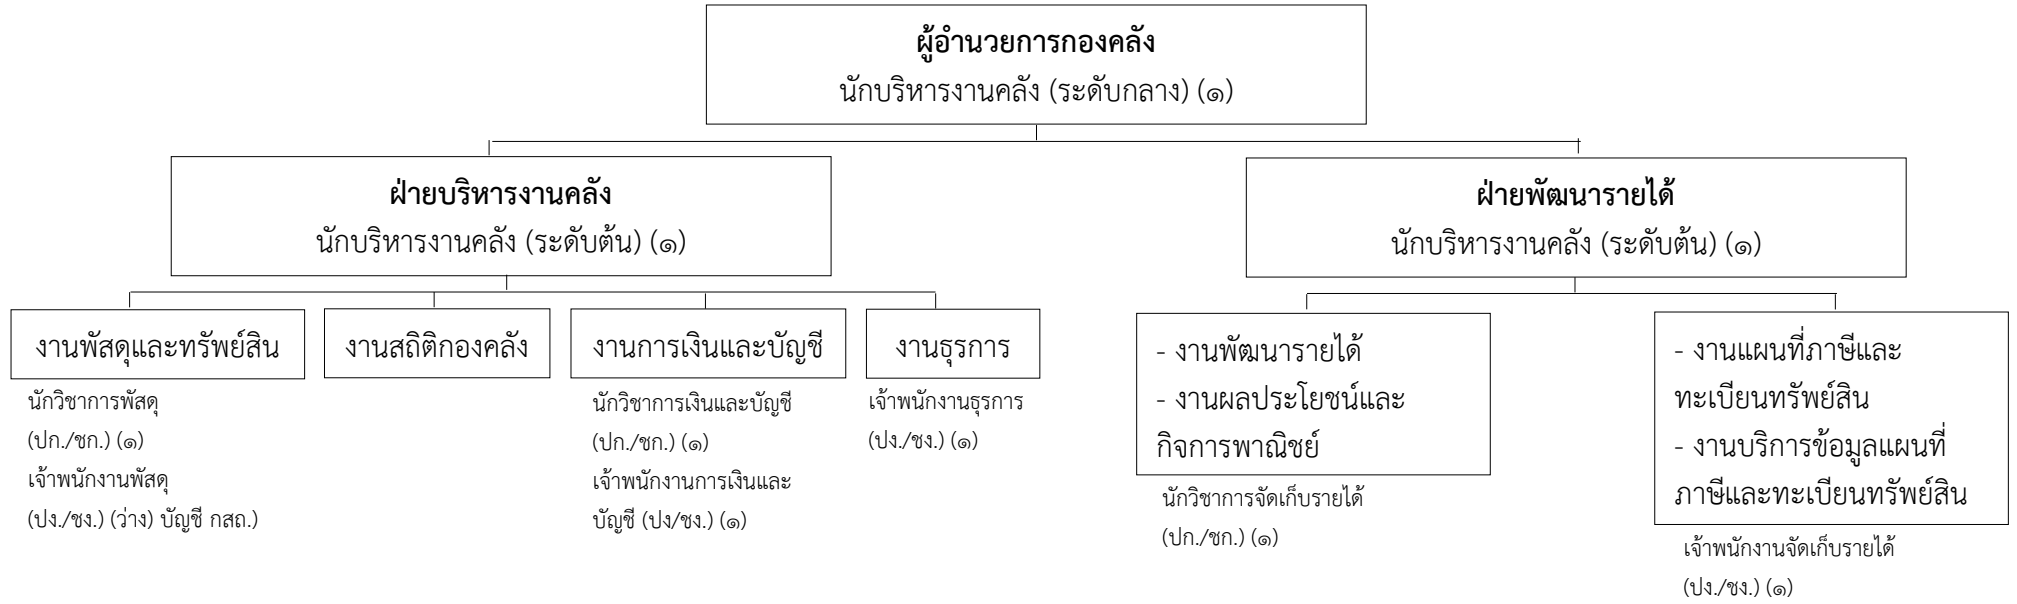 ผู้อำนวยการกองคลัง
นักบริหารงานคลัง (ระดับกลาง) (๑)
ฝ่ายบริหารงานคลัง
นักบริหารงานคลัง (ระดับต้น) (๑)
ฝ่ายพัฒนารายได้
นักบริหารงานคลัง (ระดับต้น) (๑)
งานพัสดุและทรัพย์สิน
นักวิชาการพัสดุ
(ปก./ชก.) (๑)
เจ้าพนักงานพัสดุ
(ปง./ชง.) (ว่าง) บัญชี กสถ.)
งานสถิติกองคลัง
งานการเงินและบัญชี
นักวิชาการเงินและบัญชี
(ปก./ชก.) (๑)
เจ้าพนักงานการเงินและ
บัญชี (ปง/ชง.) (๑)
งานธุรการ
เจ้าพนักงานธุรการ
(ปง./ชง.) (๑)
- งานพัฒนารายได้
- งานผลประโยชน์และ
กิจการพาณิชย์
นักวิชาการจัดเก็บรายได้
(ปก./ชก.) (๑)
- งานแผนที่ภาษีและ
ทะเบียนทรัพย์สิน
- งานบริการข้อมูลแผนที่
ภาษีและทะเบียนทรัพย์สิน
เจ้าพนักงานจัดเก็บรายได้
(ปง./ชง.) (๑)